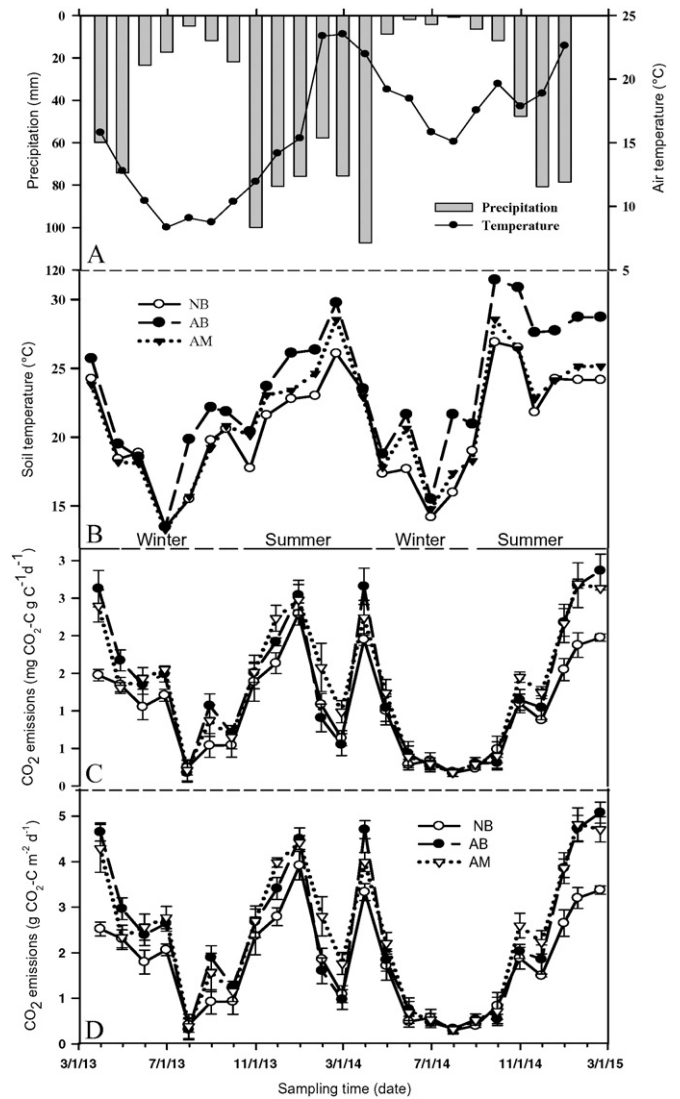 0
20
40
60
80
100
120
Precipitation (mm)
25
20
15
10
5
Air temperature (°C)
Precipitation
Temperature
A
30
25
20
15
Soil temperature (°C)
NB
AB
AM
B
Winter
Summer
Winter
Summer
3
3
2
2
1
1
0
CO2 emissions (mg CO2-C g C-1d-1)
C
5
4
3
2
1
0
CO2 emissions (g CO2-C m-2 d-1)
NB
AB
AM
D
3/1/13
7/1/13
11/1/13
3/1/14
7/1/14
11/1/14
3/1/15
Sampling time (date)